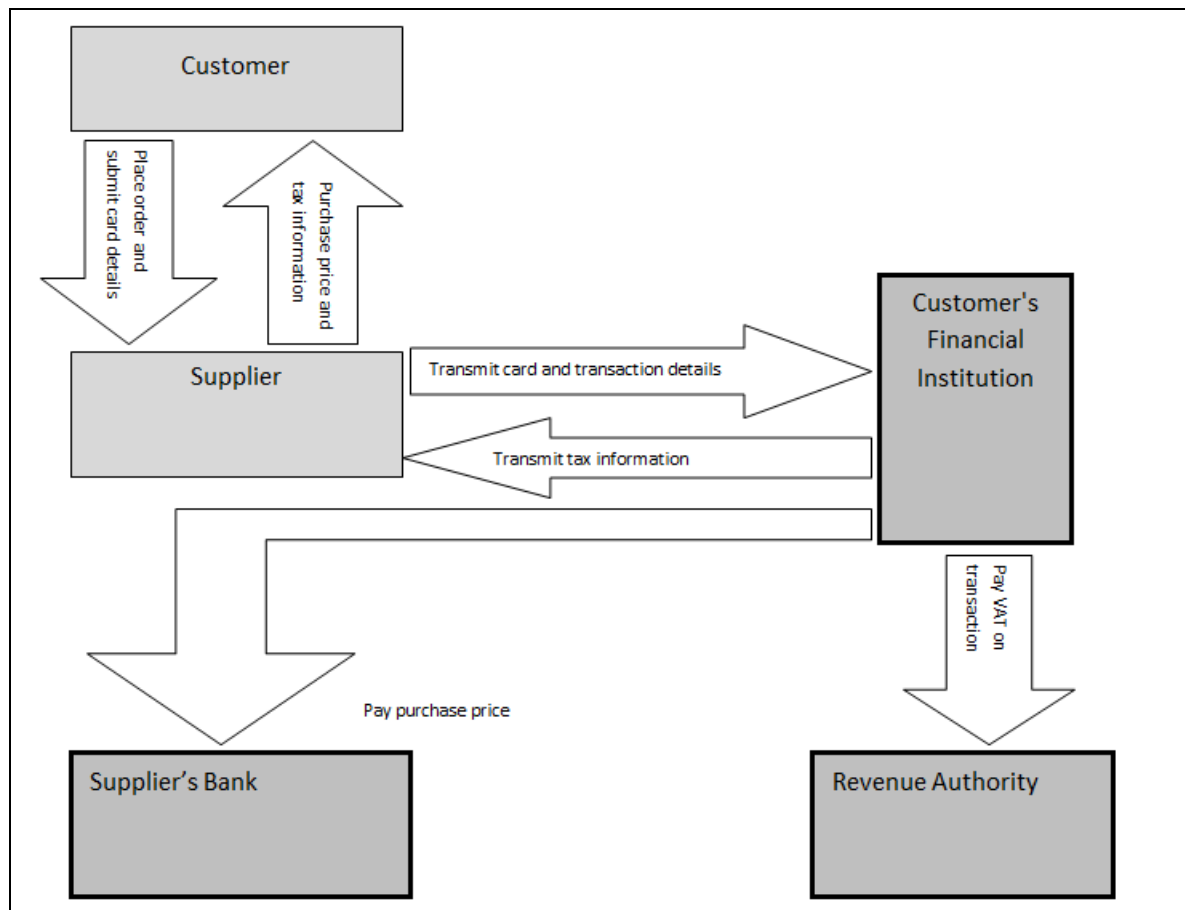 Customer
Place order and
submit card details
Purchase price and
tax information
Customer's
Financial
Institution
Supplier
Transmit card and transaction details
Transmit tax information
Pay VAT on
transaction
Pay purchase price
Supplier’s Bank
Revenue Authority